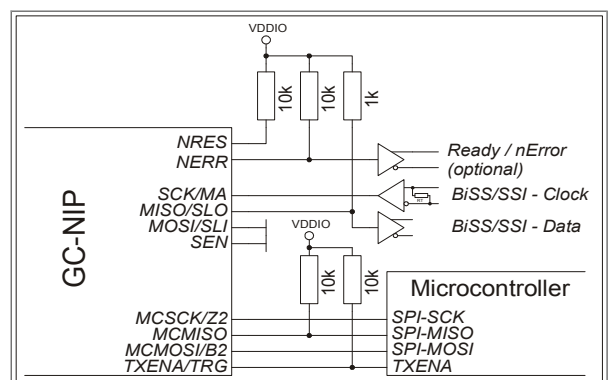 VDDIO
10k
10k
1k
NRES
NERR
Ready / nError
(optional)
SCK/MA
BiSS/SSI - Clock
RT
MISO/SLO
BiSS/SSI - Data
MOSI/SLI
SEN
VDDIO
GC-NIP
10k
10k
Microcontroller
MCSCK/Z2
SPI-SCK
MCMISO
SPI-MISO
MCMOSI/B2
SPI-MOSI
TXENA/TRG
TXENA